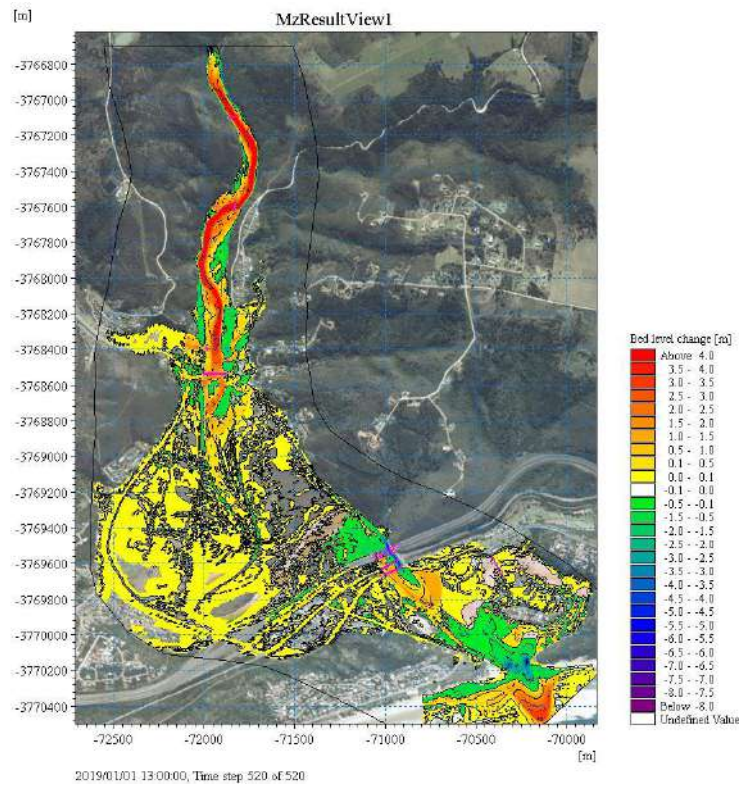 [m]
MzResultView1
-3766800
-3767000
-3767200
-3767400
-3767600
-3767800
-3768000
-3768200
-3768400
-3768600
-3768800
-3769000
-3769200
-3769400
-3769600
-3769800
-3770000
-3770200
-3770400
-72500 -72000 -71500 -71000 -70500 -70000
[m]
2019/01/01 13:00:00, Time step 520 of 520
Bed level change [m]
Above 4.0
3.5 - 4.0
3.0 - 3.5
2.5 - 3.0
2.0 - 2.5
1.5 - 2.0
1.0 - 1.5
0.5 - 1.0
0.1 - 0.5
0.0 - 0.1
-0.1 - 0.0
-0.5 - -0.1
-1.5 - -0.5
-2.0 - -1.5
-2.5 - -2.0
-3.0 - -2.5
-3.5 - -3.0
-4.0 - -3.5
-4.5 - -4.0
-5.0 - -4.5
-5.5 - -5.0
-6.0 - -5.5
-6.5 - -6.0
-7.0 - -6.5
-7.5 - -7.0
-8.0 - -7.5
Below -8.0
Undefined Value